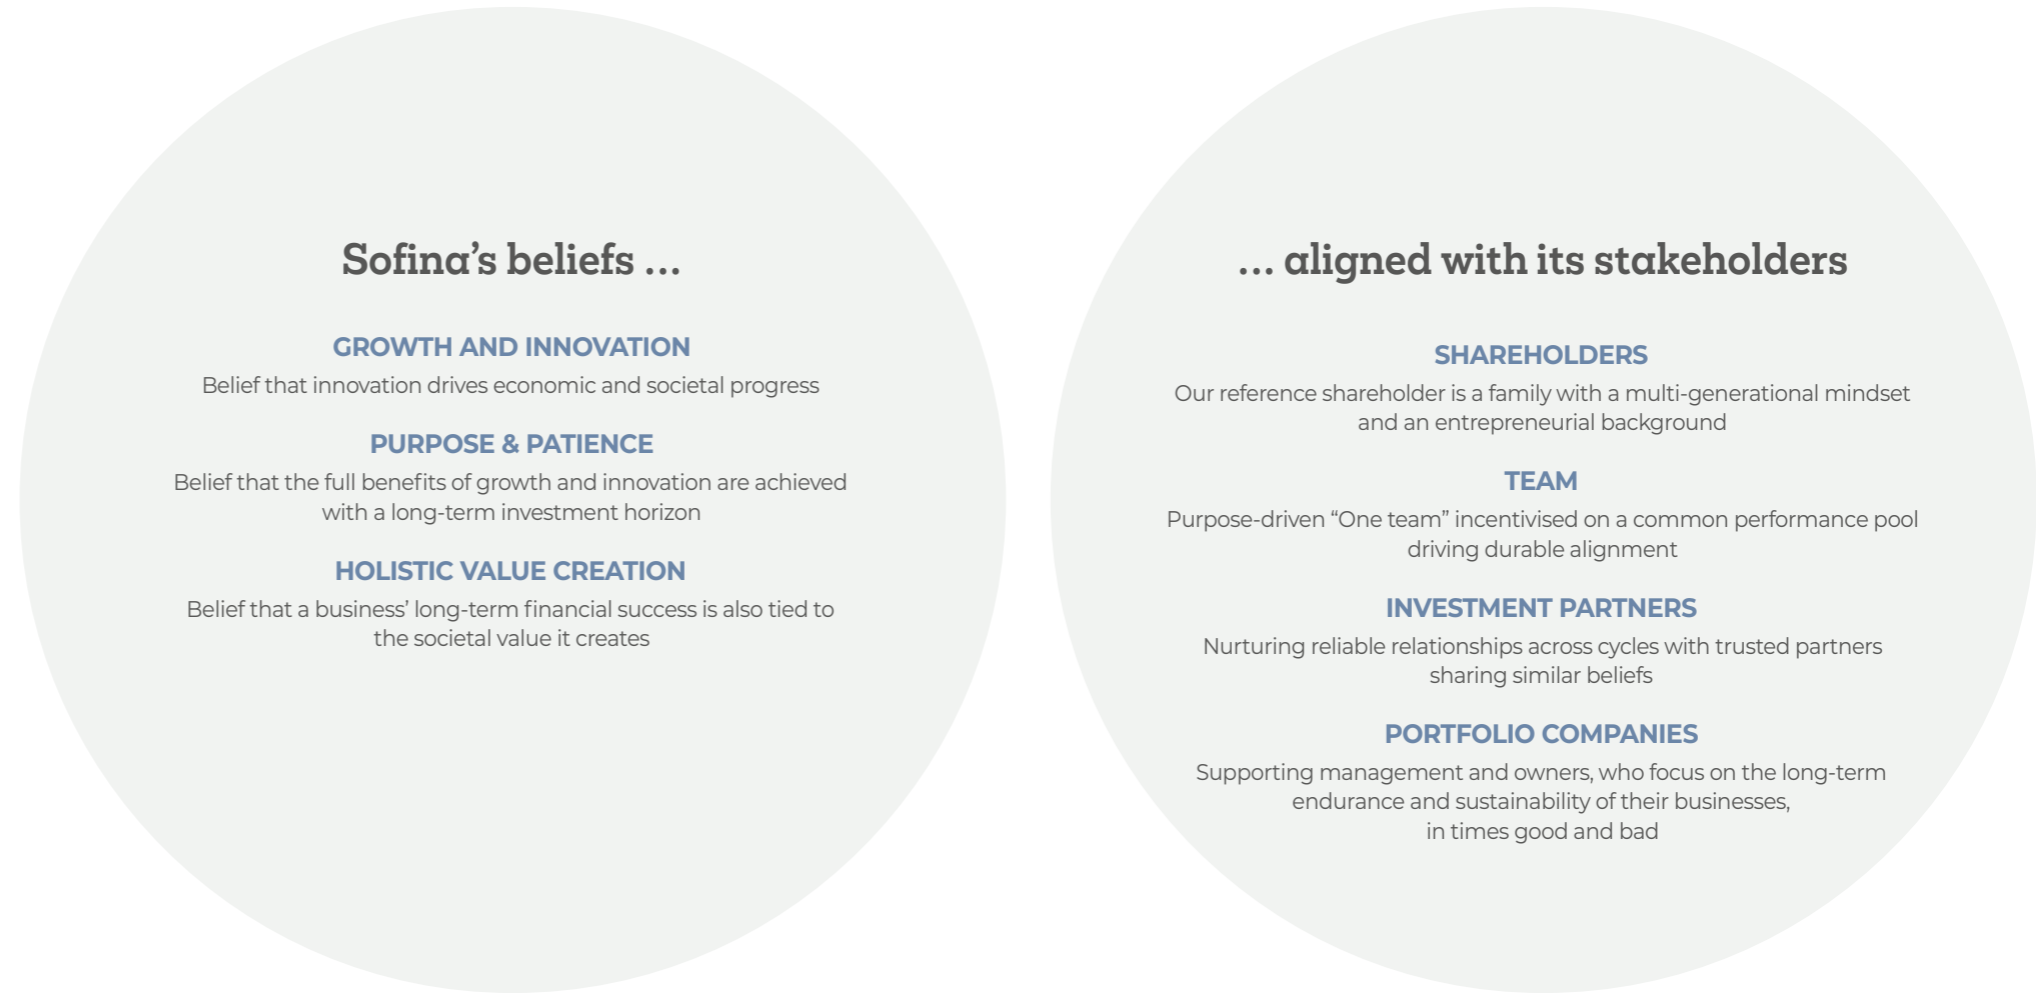 Sofina’s beliefs ...
GROWTH AND INNOVATION
Belief that innovation drives economic and societal progress
PURPOSE & PATIENCE
Belief that the full benefits of growth and innovation are achieved
with a long-term investment horizon
HOLISTIC VALUE CREATION
Belief that a business’ long-term financial success is also tied to
the societal value it creates
... aligned with its stakeholders
SHAREHOLDERS
Our reference shareholder is a family with a multi-generational mindset
and an entrepreneurial background
TEAM
Purpose-driven “One team” incentivised on a common performance pool
driving durable alignment
INVESTMENT PARTNERS
Nurturing reliable relationships across cycles with trusted partners
sharing similar beliefs
PORTFOLIO COMPANIES
Supporting management and owners, who focus on the long-term
endurance and sustainability of their businesses,
in times good and bad